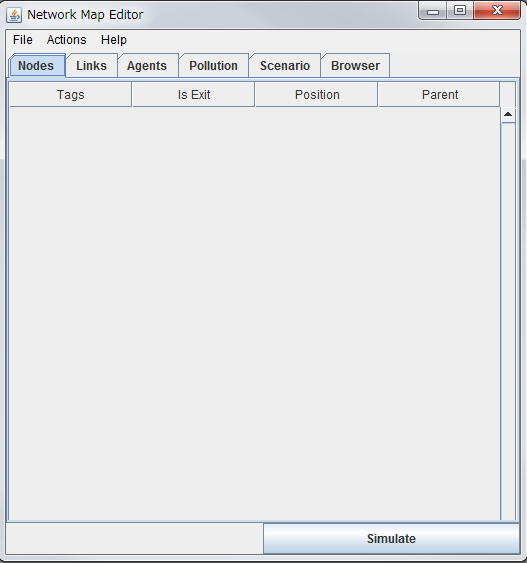 Network Map Editor
File Actions Help
Nodes Links Agents Pollution Scenario Browser
Tags Is Exit Position Parent
Simulate